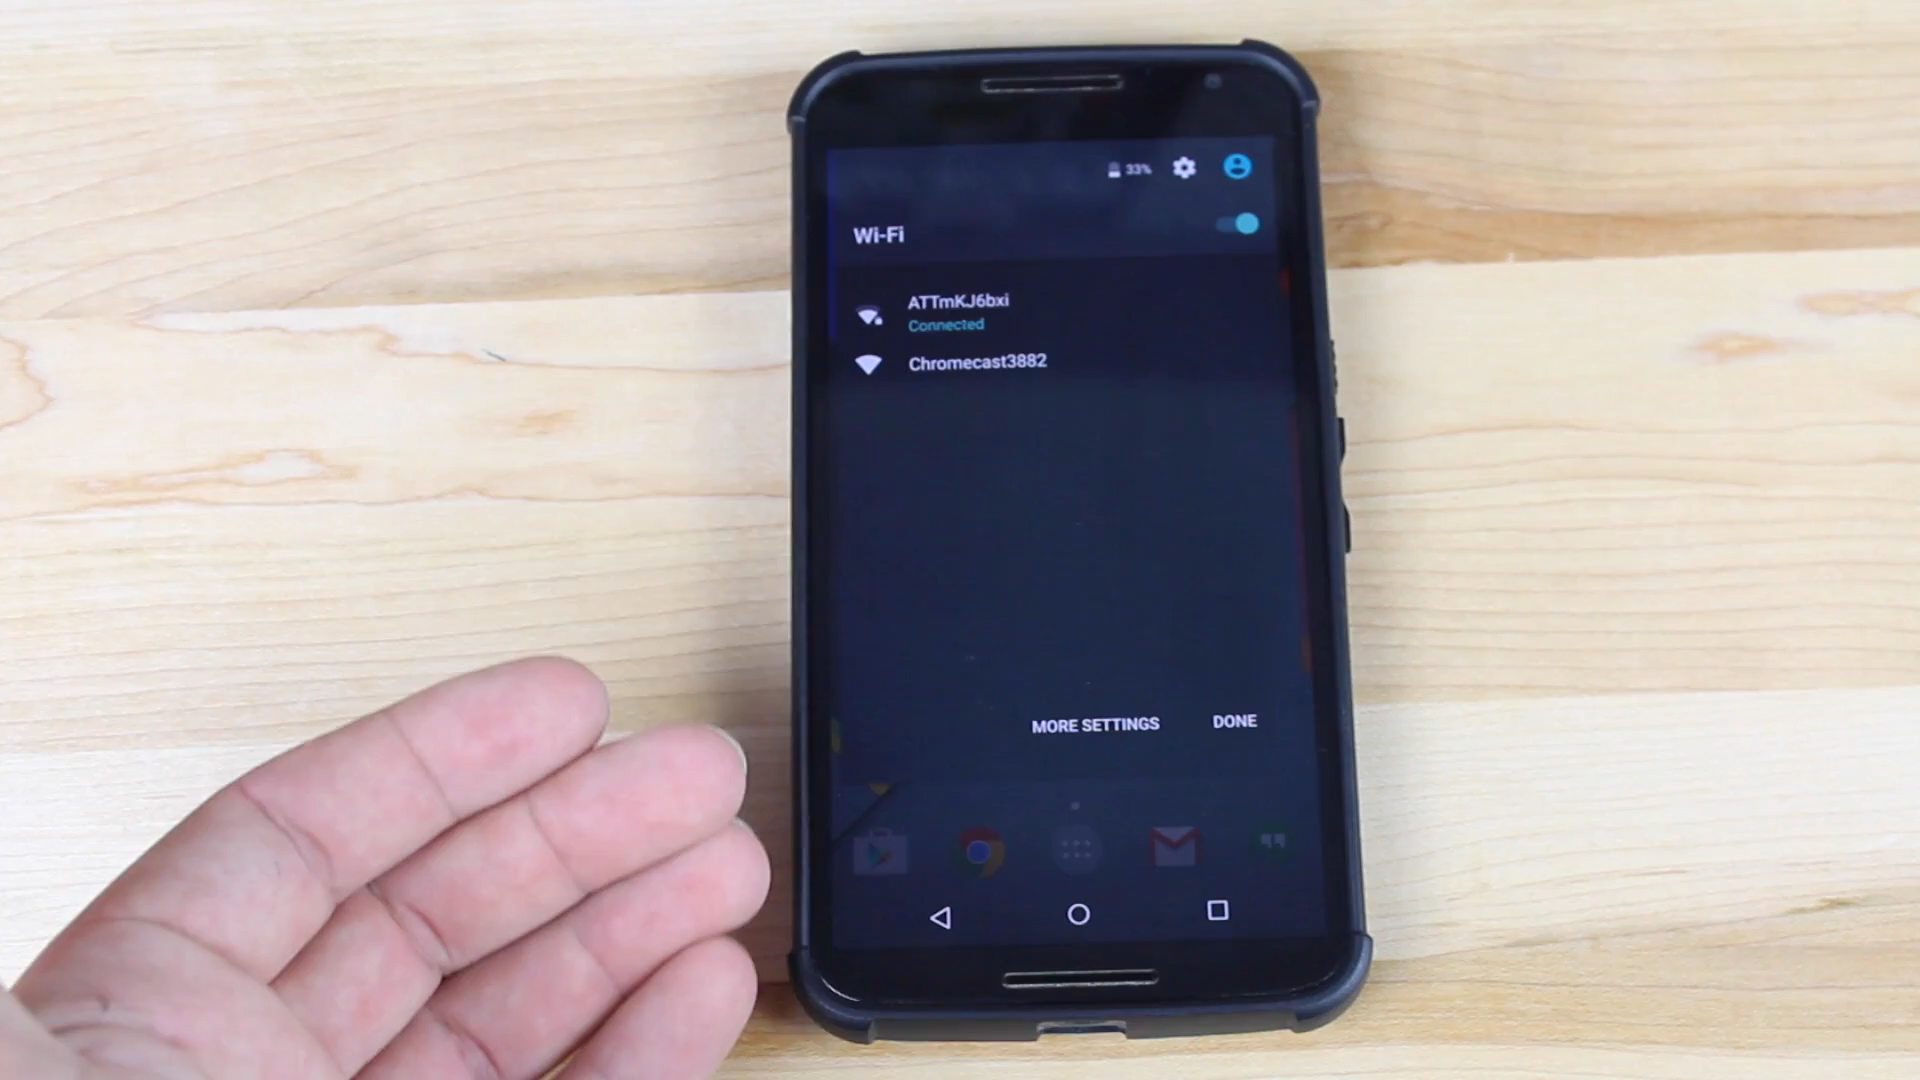 33%
Wi-Fi
ATTmKJ6bxi
Connected
Chromecast3882
MORE SETTINGS
DONE